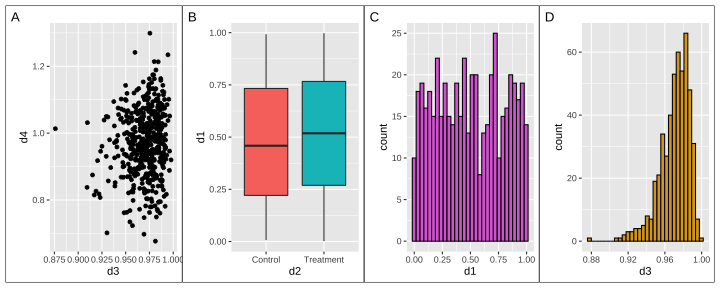 A
1.2
1.0
0.8
d4
0.875 0.900 0.925 0.950 0.975 1.000
d3
B
1.00
0.75
0.50
0.25
0.00
d1
Control Treatment
d2
C
25
20
15
10
5
0
count
0.00 0.25 0.50 0.75 1.00
d1
D
60
40
20
0
count
0.88 0.92 0.96 1.00
d3